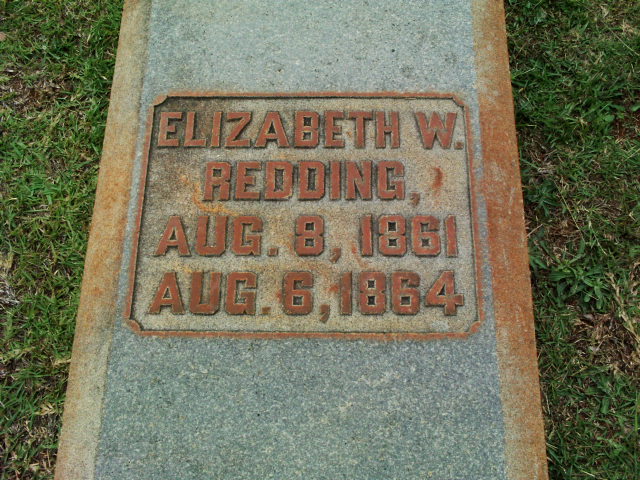 ELIZABETH W.
REDDING,
AUG. 8, 1861
AUG. 6, 1864